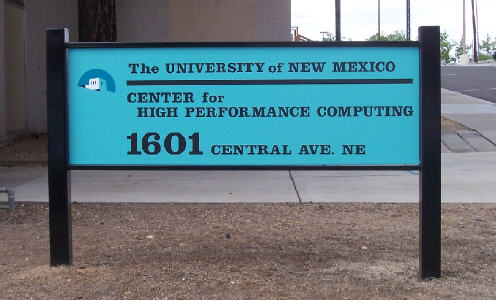 The UNIVERSITY of NEW MEXICO
CENTER for
HIGH PERFORMANCE COMPUTING
1601 CENTRAL AVE. NE